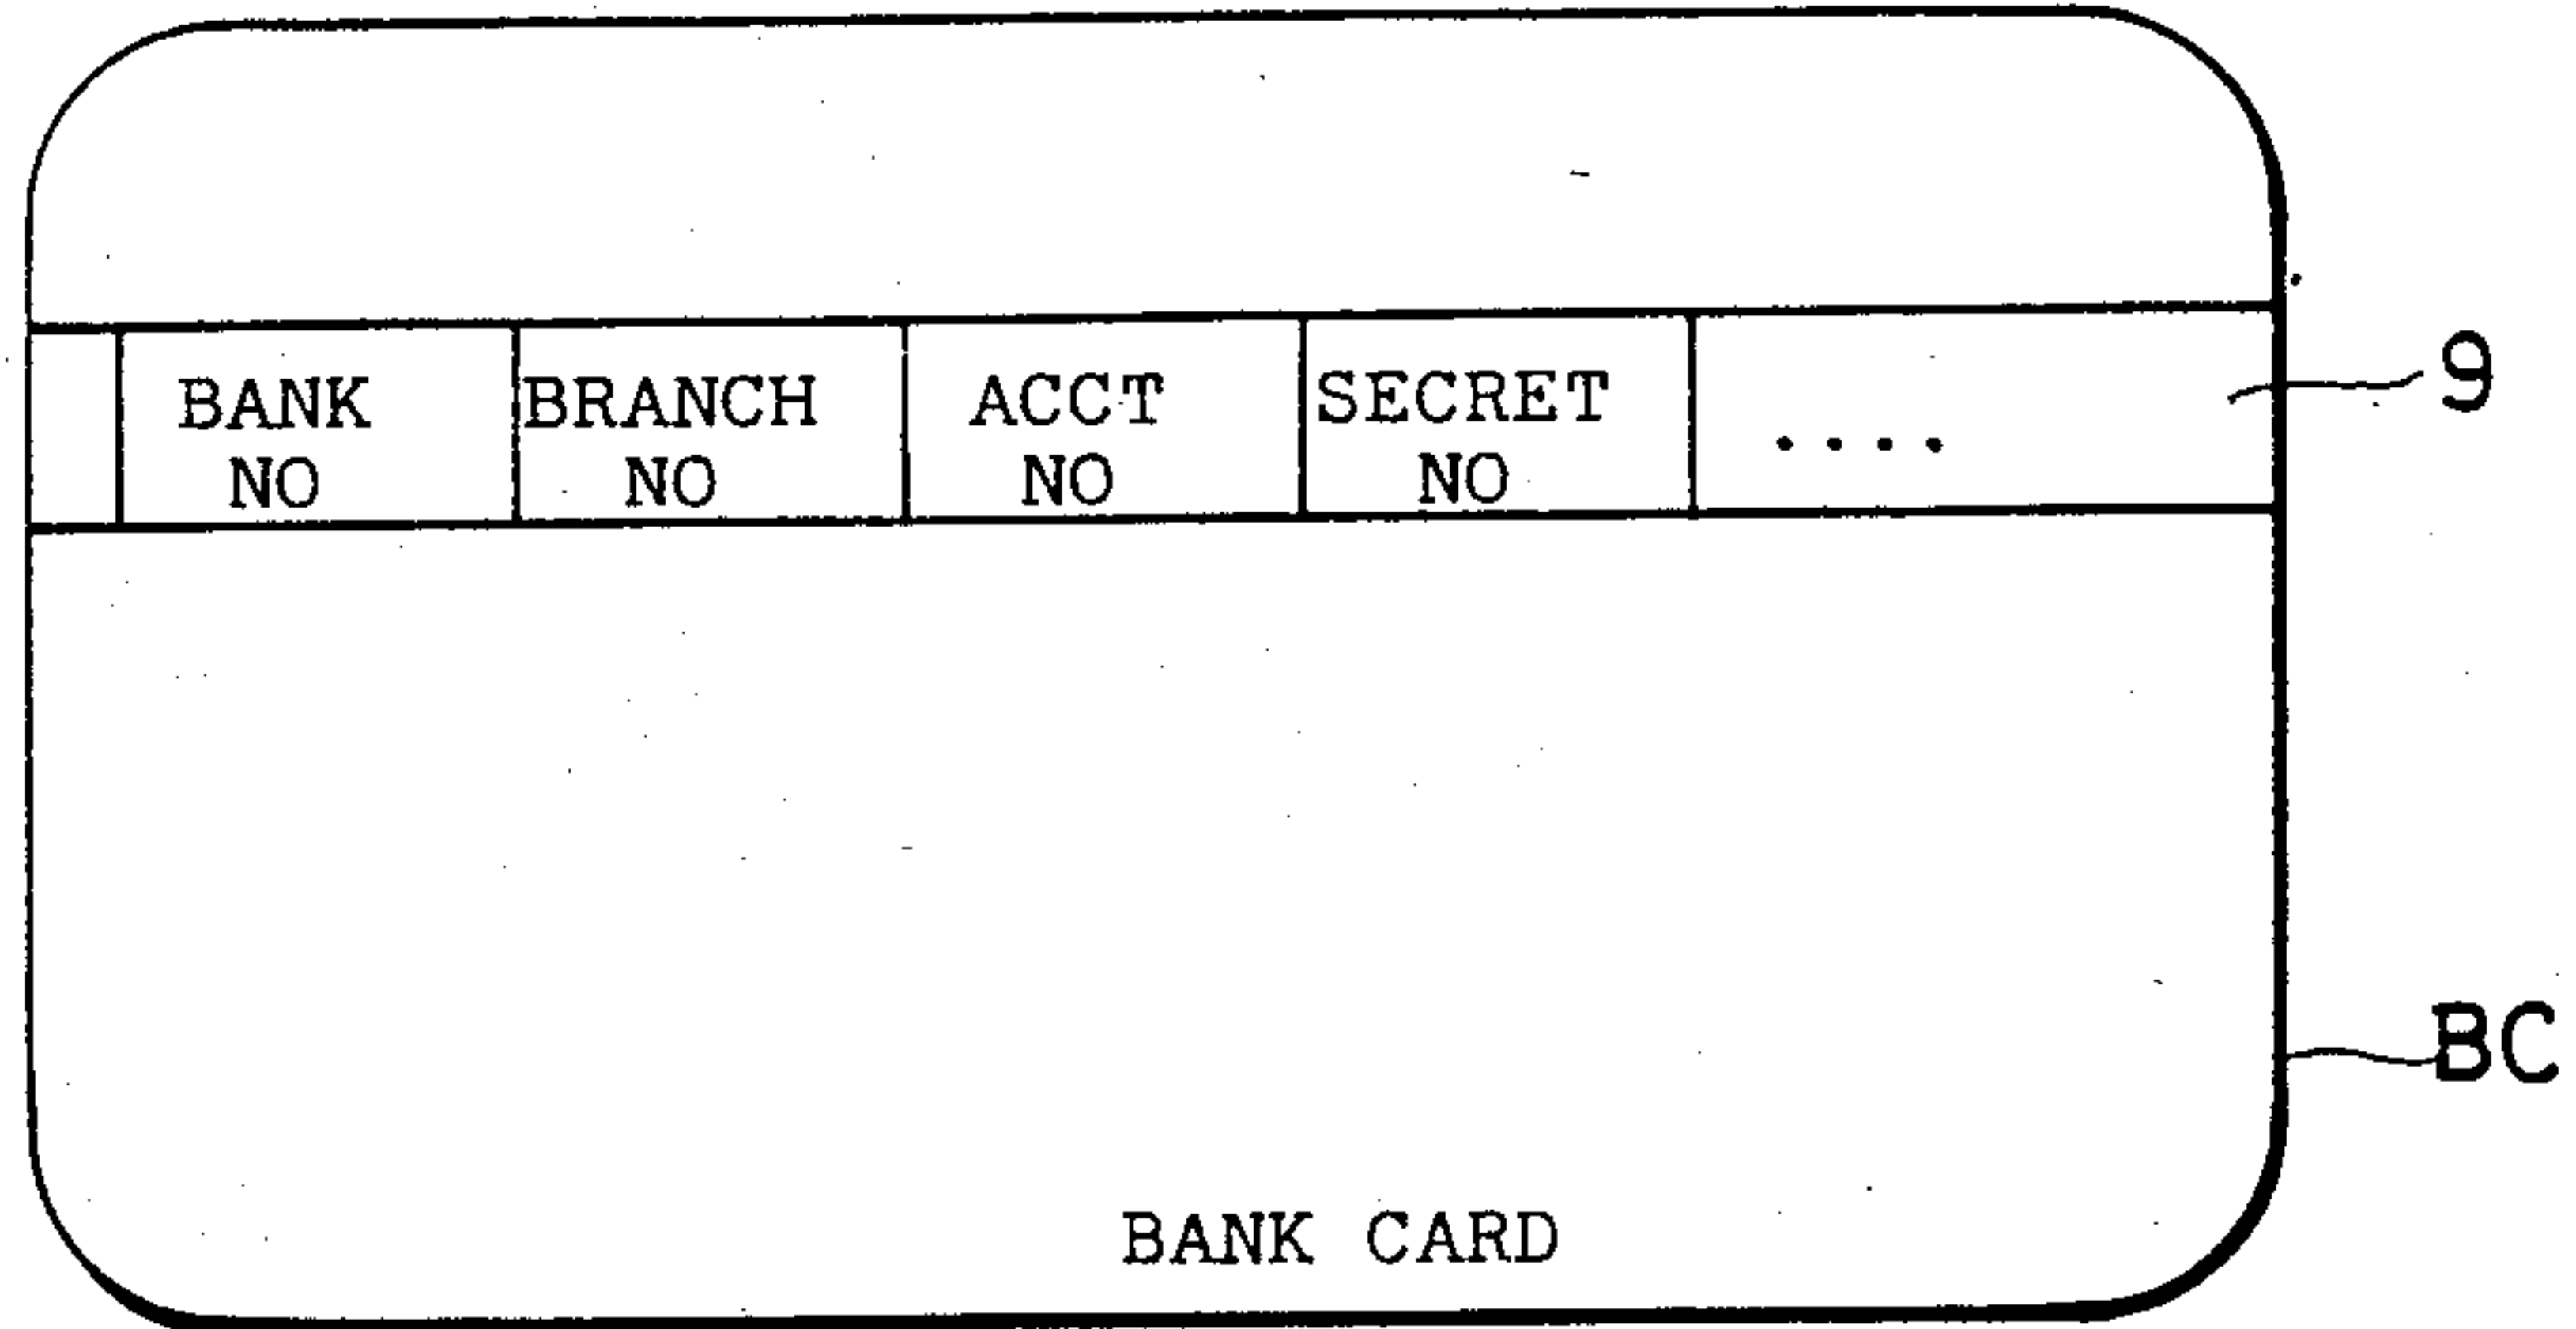 BANK NO
BRANCH NO
ACCT NO
SECRET NO
....
9
BC
BANK CARD